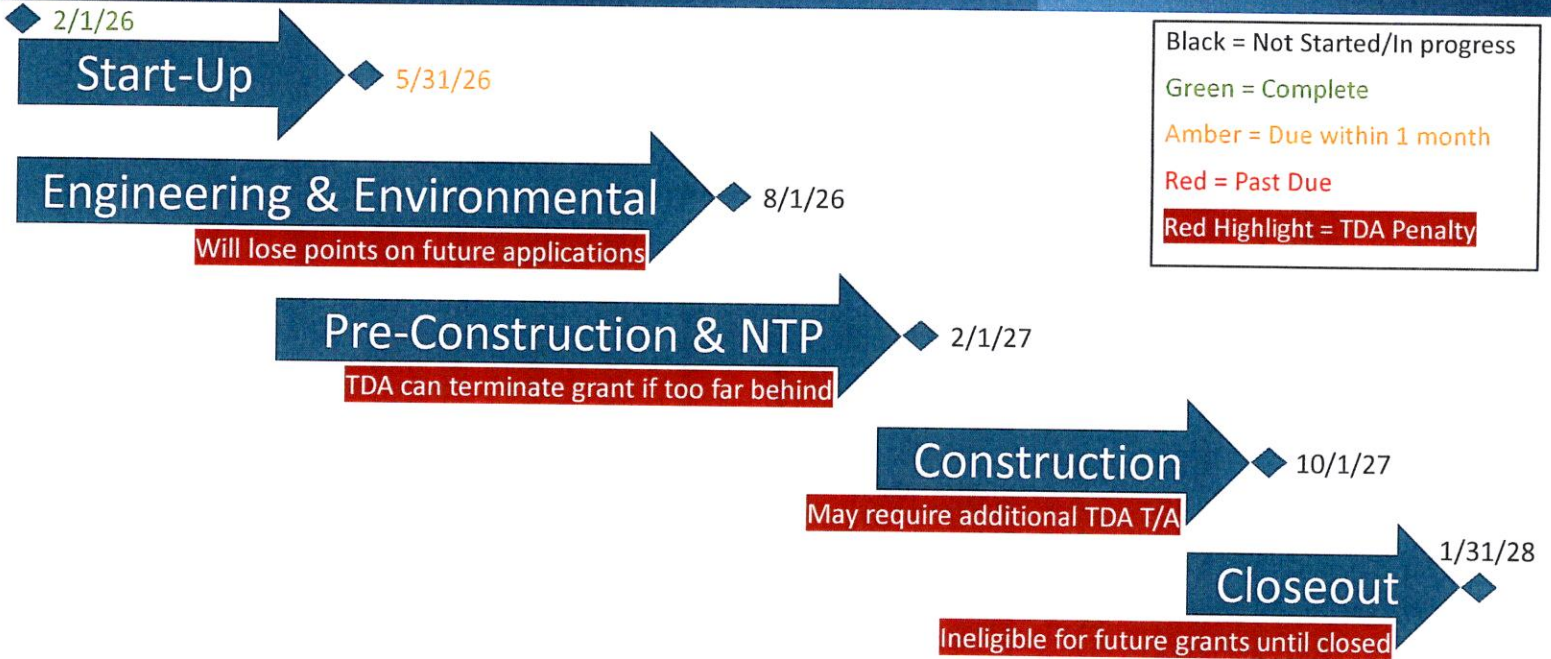 2/1/26
Start-Up
5/31/26
Engineering & Environmental
8/1/26
Will lose points on future applications
Pre-Construction & NTP
2/1/27
TDA can terminate grant if too far behind
Construction
10/1/27
May require additional TDA T/A
1/31/28
Closeout
Ineligible for future grants until closed
Black = Not Started/In progress
Green = Complete
Amber = Due within 1 month
Red = Past Due
Red Highlight = TDA Penalty